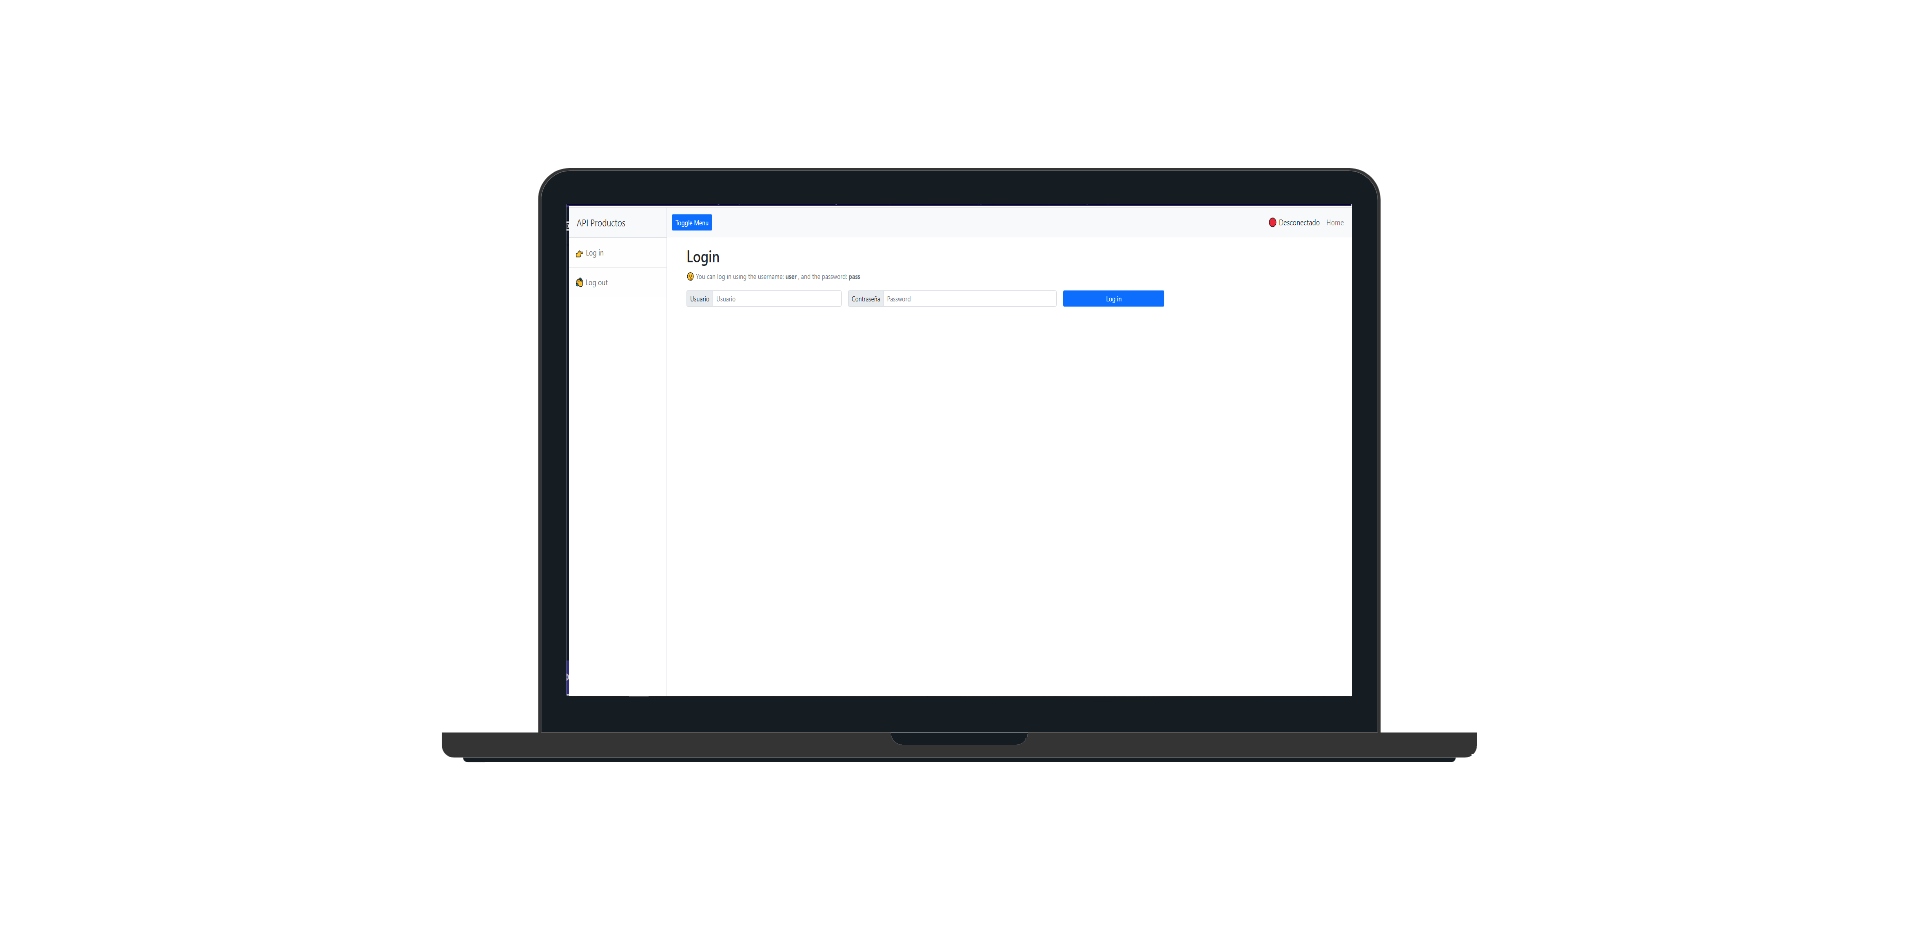 API Productos
Toggle Menu
Desconectado Home
Log in
Log out
Login
You can log in using the username: user , and the password: pass
Usuario Usuario
Contraseña Password
Log in